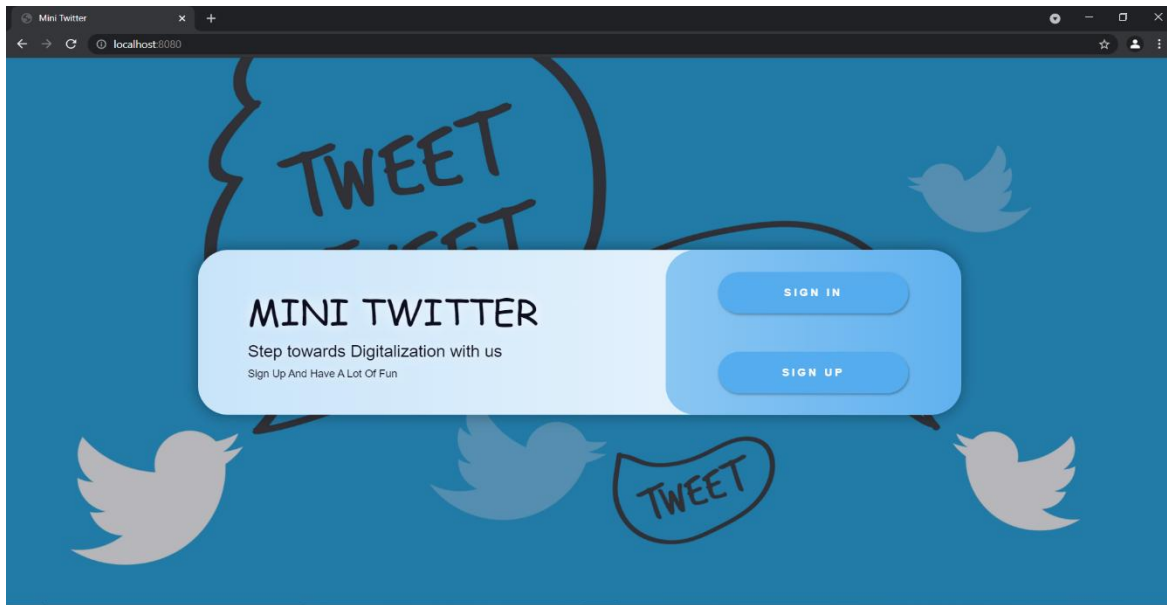 Mini Twitter
localhost:8080
TWEET
TWEET
MINI TWITTER
Step towards Digitalization with us
Sign Up And Have A Lot Of Fun
SIGN IN
SIGN UP
TWEET